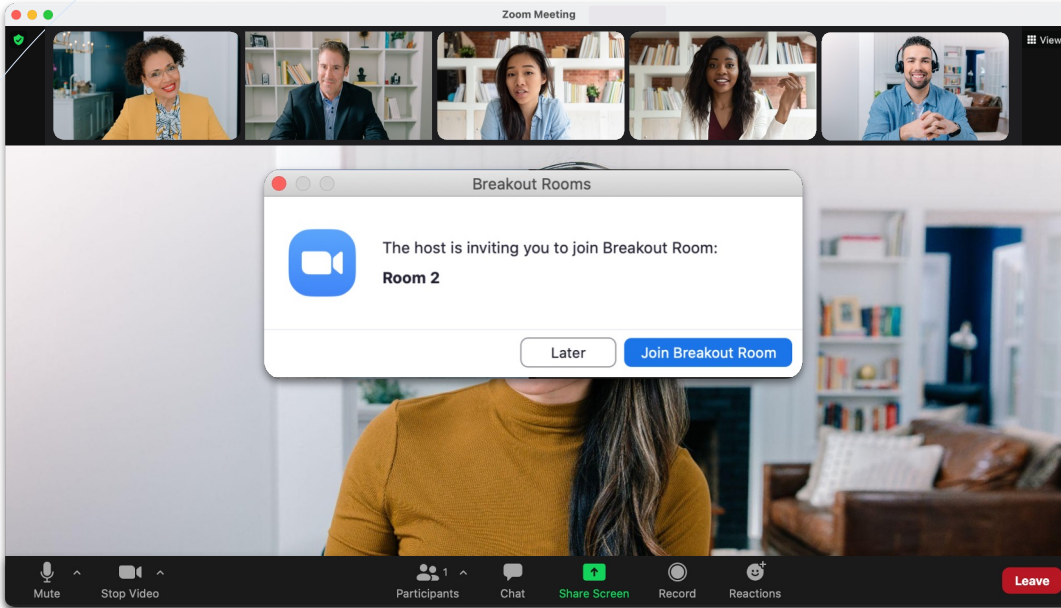 Zoom Meeting
View
Breakout Rooms
The host is inviting you to join Breakout Room:
Room 2
Later
Join Breakout Room
1
Mute
Stop Video
Participants
Chat
Share Screen
Record
Reactions
Leave